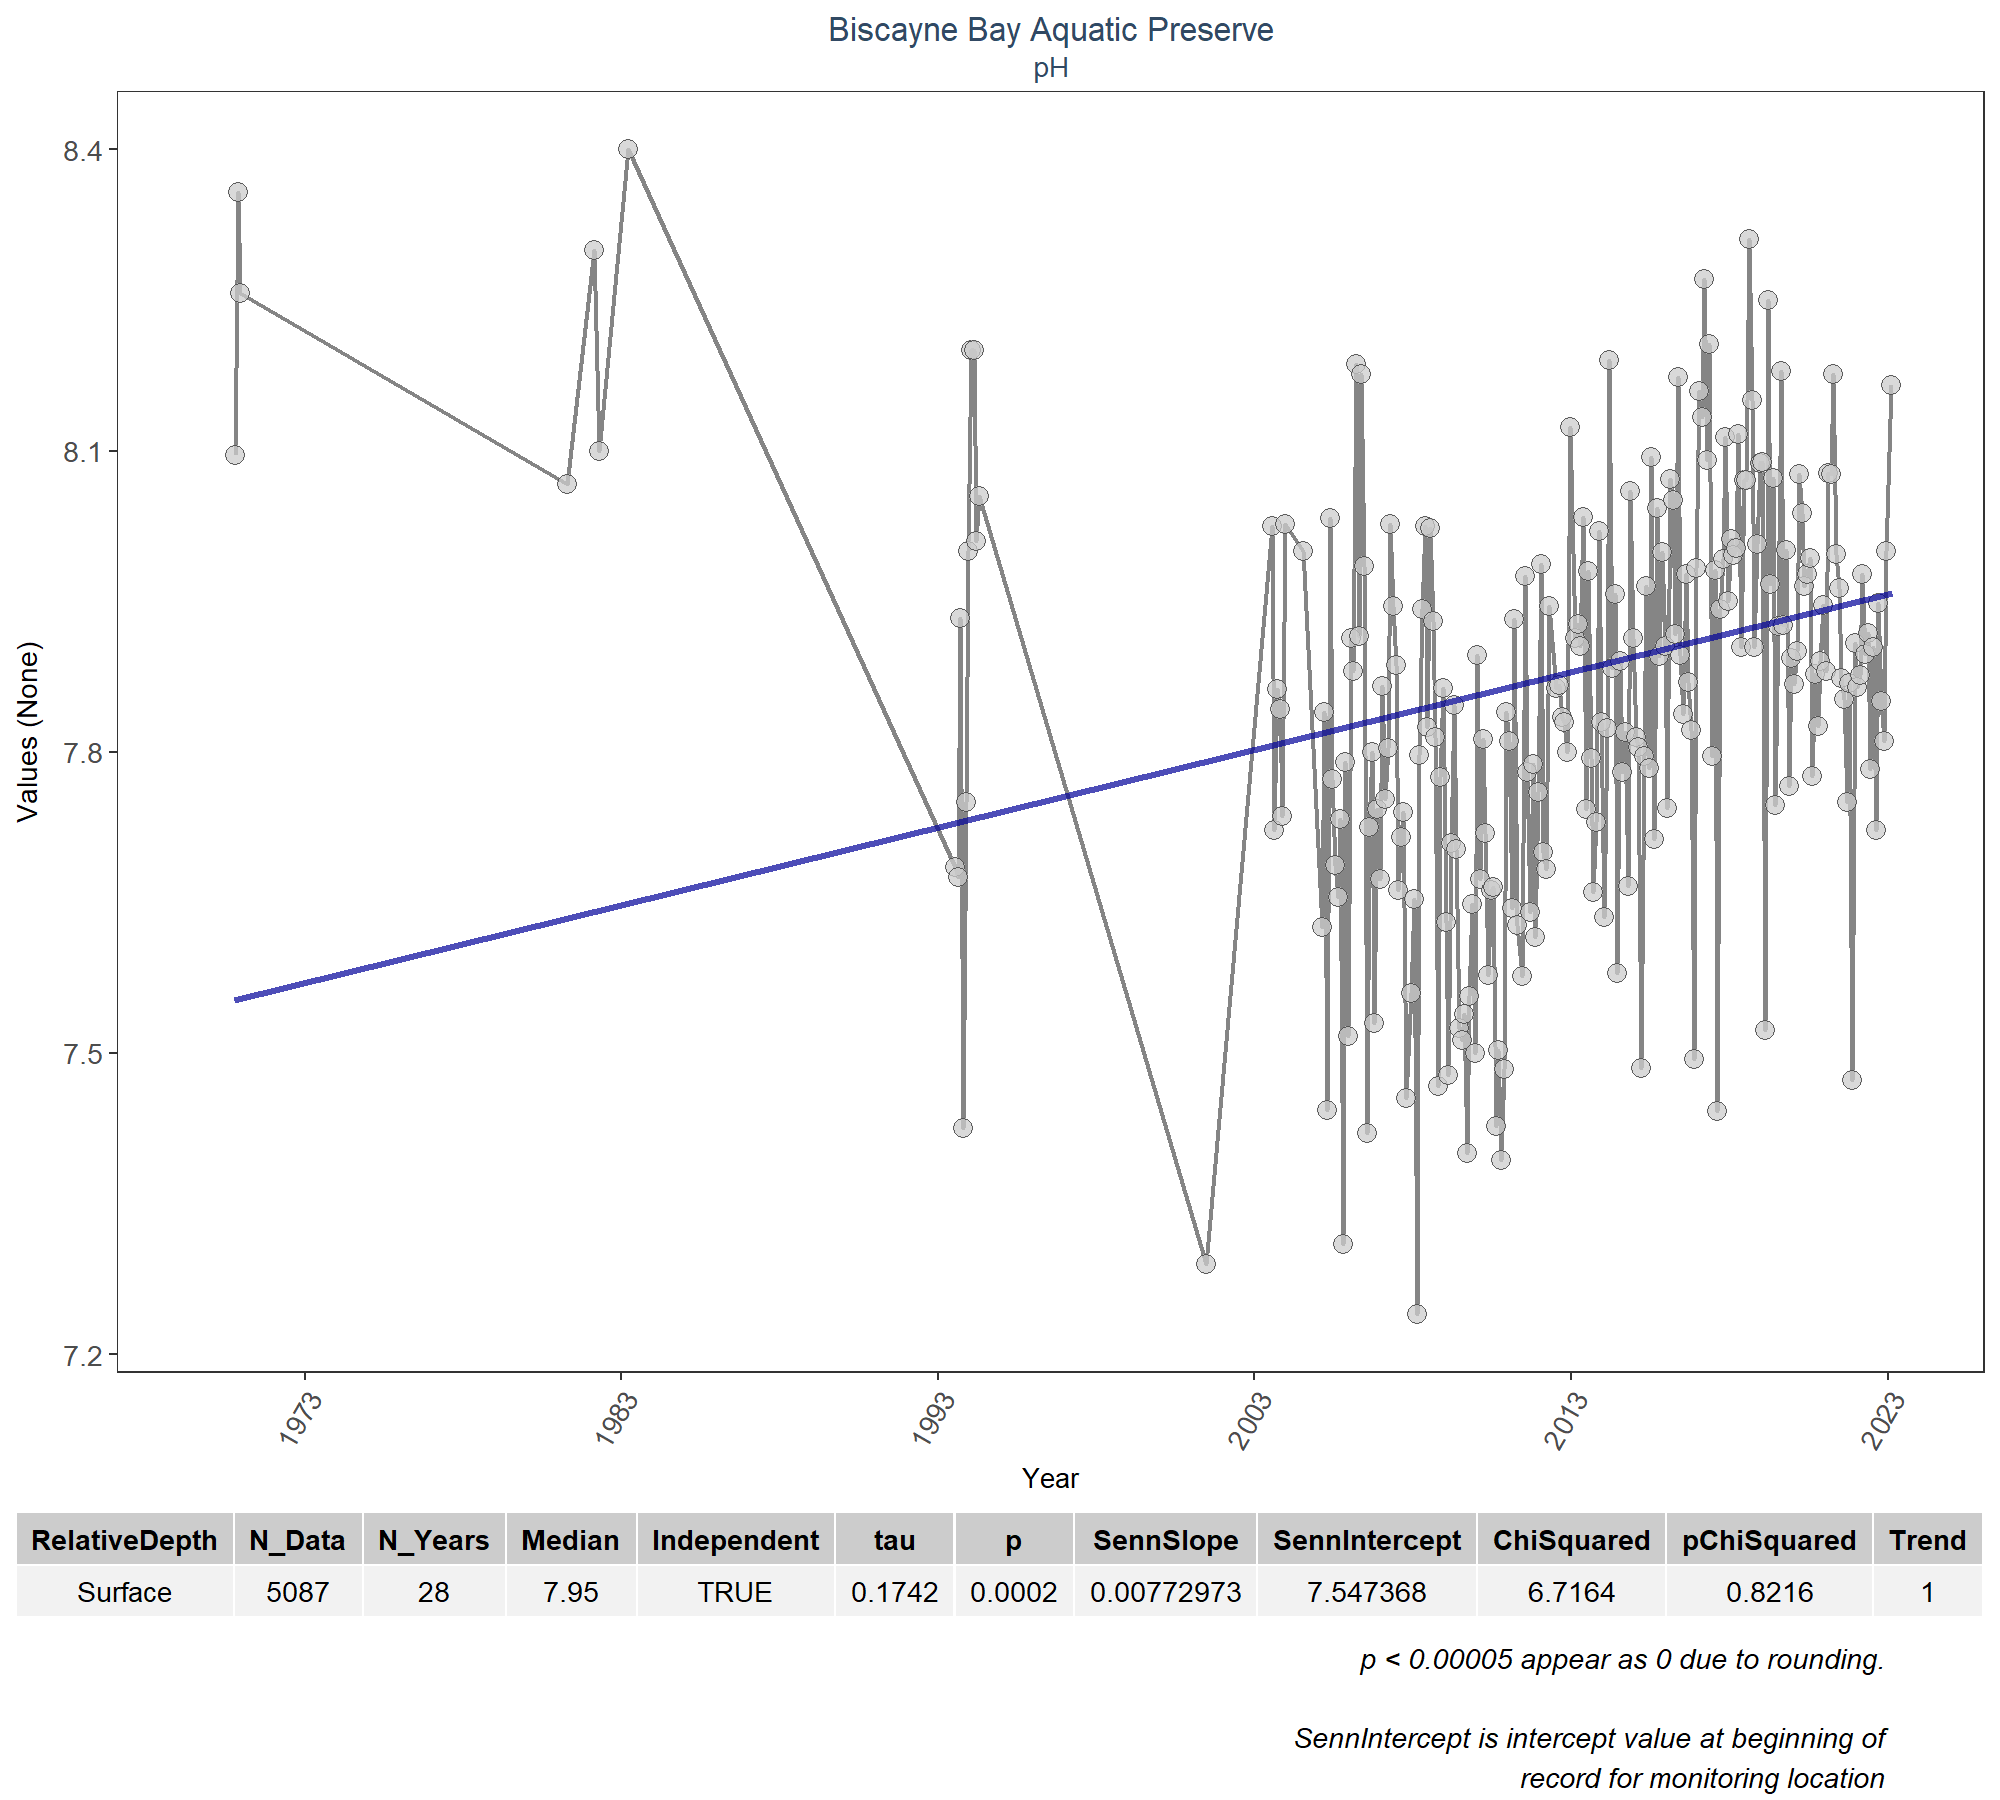 Biscayne Bay Aquatic Preserve
pH
Values (None)
8.4
8.1
7.8
7.5
7.2
1973 1983 1993 2003 2013 2023
Year
RelativeDepth N_Data N_Years Median Independent tau p SennSlope SennIntercept ChiSquared pChiSquared Trend
Surface 5087 28 7.95 TRUE 0.1742 0.0002 0.00772973 7.547368 6.7164 0.8216 1
p < 0.00005 appear as 0 due to rounding.
SennIntercept is intercept value at beginning of
record for monitoring location